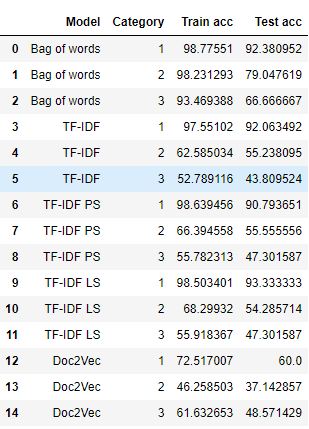 Model Category Train acc Test acc
0 Bag of words 1 98.77551 92.380952
1 Bag of words 2 98.231293 79.047619
2 Bag of words 3 93.469388 66.666667
3 TF-IDF 1 97.55102 92.063492
4 TF-IDF 2 62.585034 55.238095
5 TF-IDF 3 52.789116 43.809524
6 TF-IDF PS 1 98.639456 90.793651
7 TF-IDF PS 2 66.394558 55.555556
8 TF-IDF PS 3 55.782313 47.301587
9 TF-IDF LS 1 98.503401 93.333333
10 TF-IDF LS 2 68.29932 54.285714
11 TF-IDF LS 3 55.918367 47.301587
12 Doc2Vec 1 72.517007 60.0
13 Doc2Vec 2 46.258503 37.142857
14 Doc2Vec 3 61.632653 48.571429